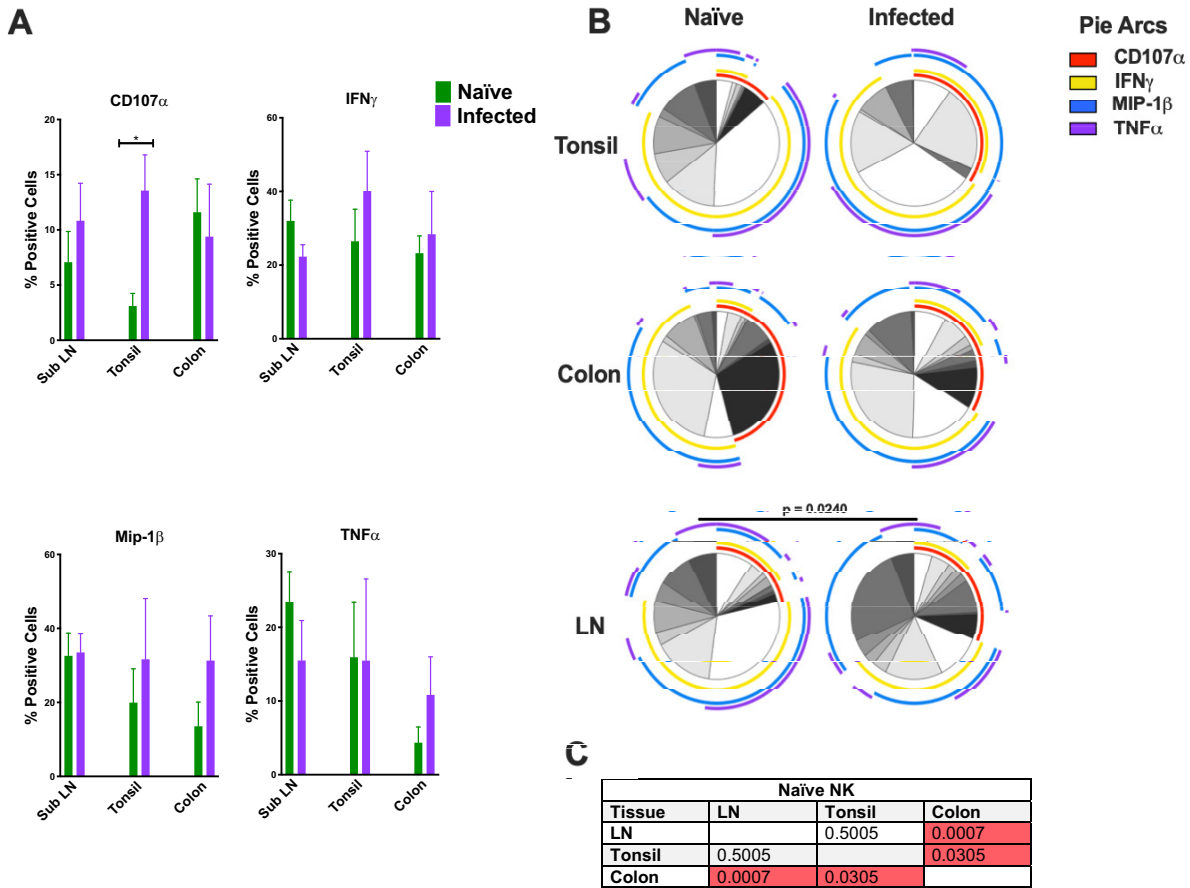 A
B
Naïve
Infected
Pie Arcs
CD107α
IFNγ
MIP-1β
TNFα
Naïve
Infected
CD107α
% Positive Cells
20
15
10
5
0
*
Sub LN
Tonsil
Colon
IFNγ
% Positive Cells
60
40
20
0
Sub LN
Tonsil
Colon
Tonsil
Colon
p = 0.0240
LN
Mip-1β
% Positive Cells
60
40
20
0
Sub LN
Tonsil
Colon
TNFα
% Positive Cells
30
20
10
0
Sub LN
Tonsil
Colon
C
Naïve NK
Tissue LN Tonsil Colon
LN 0.5005 0.0007
Tonsil 0.5005 0.0305
Colon 0.0007 0.0305